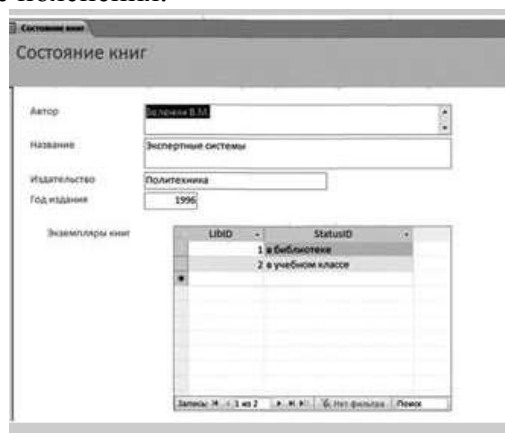 Состояние книг
Состояние книг
Автор
В.М.
Название
Экспертные системы
Издательство
Политехника
Год издания
1996
Экземпляры книг
LibID
StatusID
1 в библиотеке
2 в учебном классе
Запись: 1 из 2
Нет фильтра
Поиск